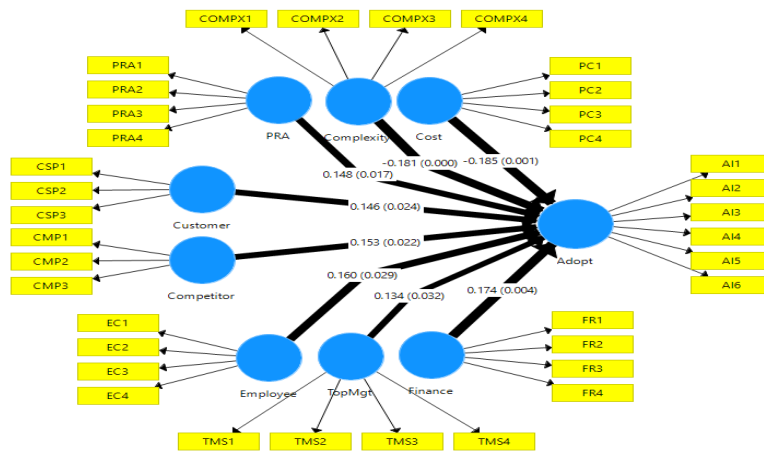 COMPX1 COMPX2 COMPX3 COMPX4
PRA1
PRA2
PRA3
PRA4
PRA
Complexity
Cost
PC1
PC2
PC3
PC4
CSP1
CSP2
CSP3
Customer
CMP1
CMP2
CMP3
Competitor
0.148 (0.017)
-0.181 (0.000)
-0.185 (0.001)
0.146 (0.024)
0.153 (0.022)
0.160 (0.029)
0.134 (0.032)
0.174 (0.004)
Adopt
AI1
AI2
AI3
AI4
AI5
AI6
EC1
EC2
EC3
EC4
Employee
TopMgt
Finance
FR1
FR2
FR3
FR4
TMS1 TMS2 TMS3 TMS4